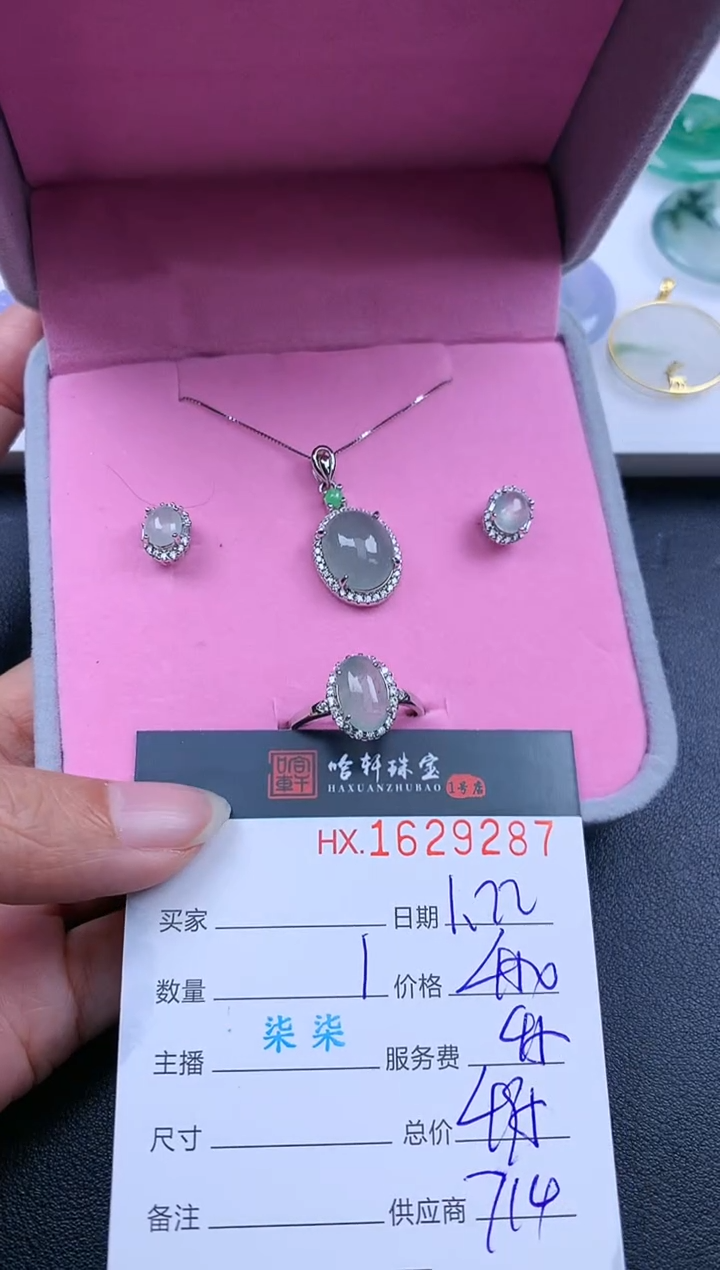 哈轩珠宝
HAXUANZHUBAO 1号店
HX.1629287
买家 日期 1.22
数量 1 价格
主播 柒柒 服务费
尺寸 总价
备注 供应商 714